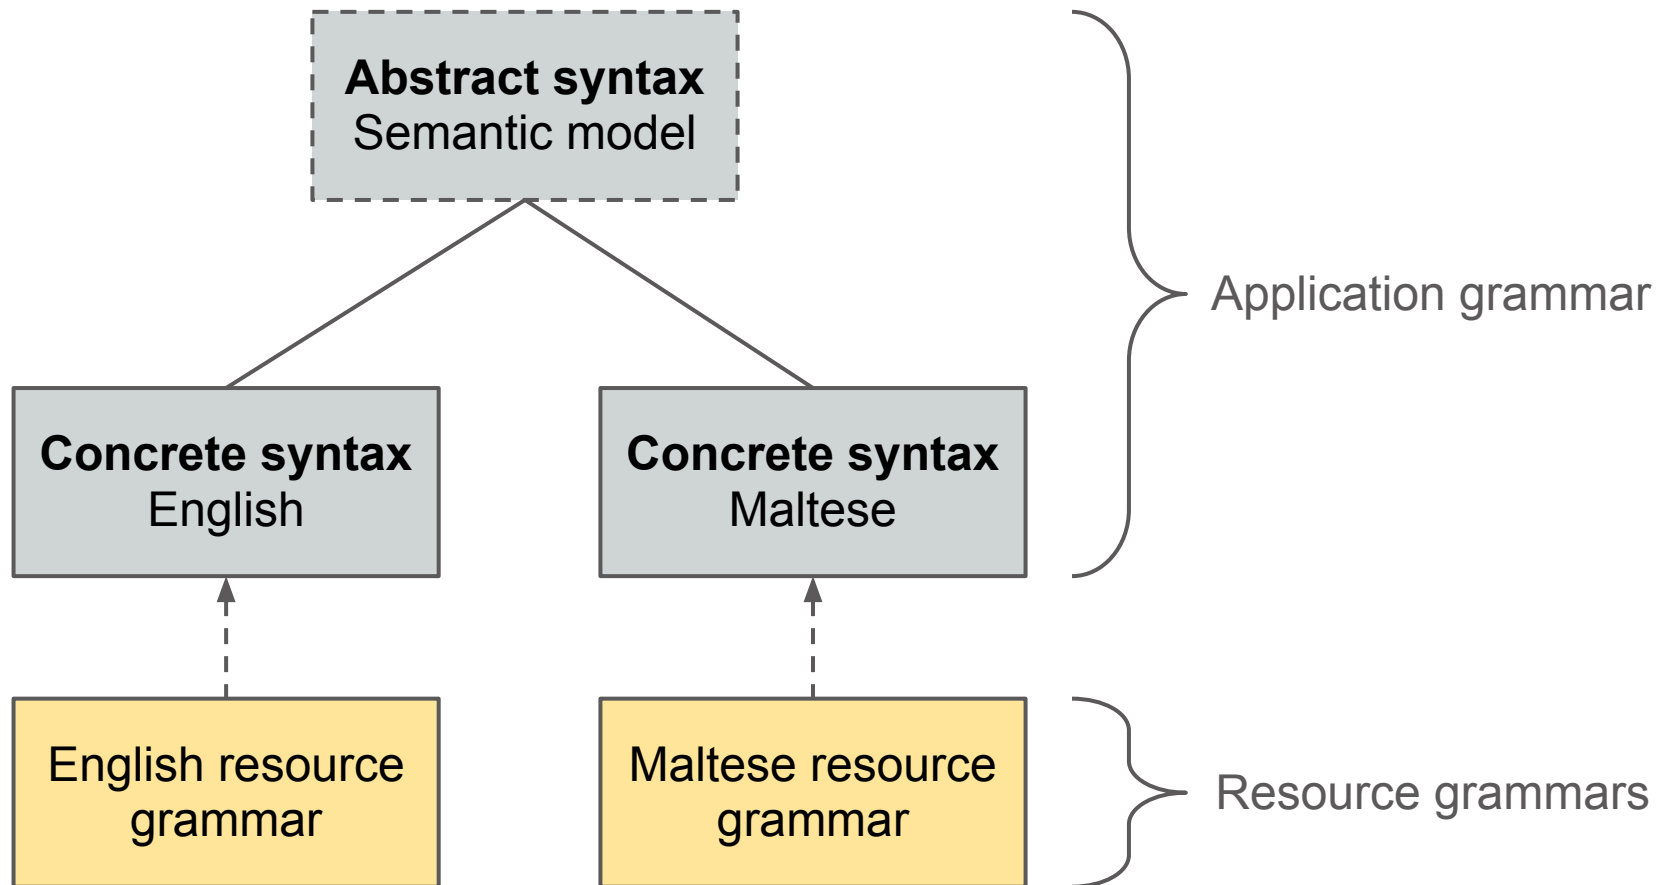 Abstract syntax
Semantic model
Application grammar
Concrete syntax
English
Concrete syntax
Maltese
English resource
grammar
Maltese resource
grammar
Resource grammars